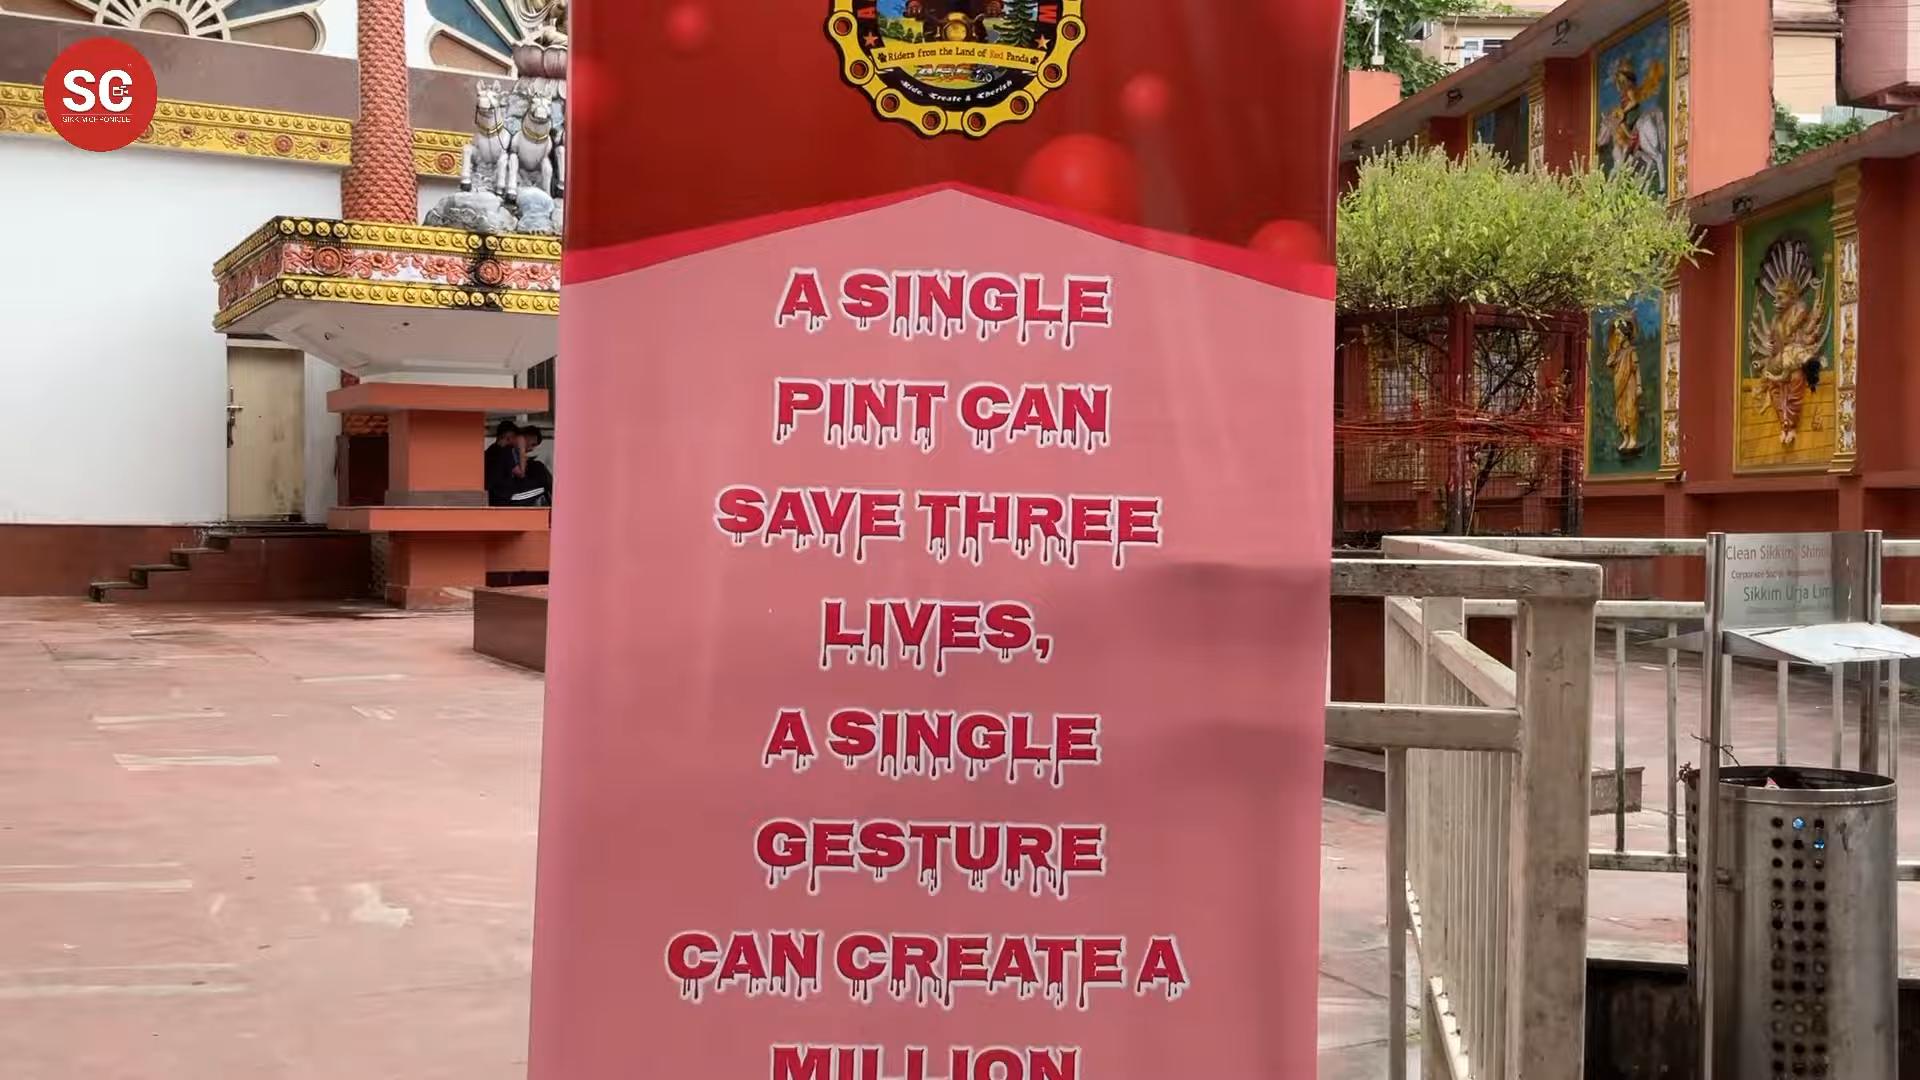 SC
SIKKIM CHRONICLE
Riders from the Land of Red Panda
Ride, Create & Cherish
A SINGLE
PINT CAN
SAVE THREE
LIVES,
A SINGLE
GESTURE
CAN CREATE A
MILLION
Clean Sikkim
Sikkim Urja Lim